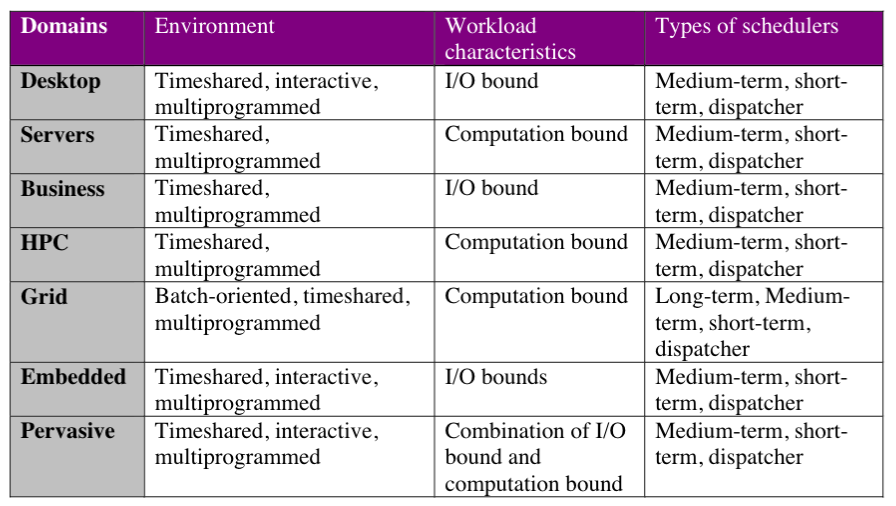 Domains Environment Workload characteristics Types of schedulers
Desktop Timeshared, interactive, multiprogrammed I/O bound Medium-term, short-term, dispatcher
Servers Timeshared, multiprogrammed Computation bound Medium-term, short-term, dispatcher
Business Timeshared, multiprogrammed I/O bound Medium-term, short-term, dispatcher
HPC Timeshared, multiprogrammed Computation bound Medium-term, short-term, dispatcher
Grid Batch-oriented, timeshared, multiprogrammed Computation bound Long-term, Medium-term, short-term, dispatcher
Embedded Timeshared, interactive, multiprogrammed I/O bounds Medium-term, short-term, dispatcher
Pervasive Timeshared, interactive, multiprogrammed Combination of I/O bound and computation bound Medium-term, short-term, dispatcher